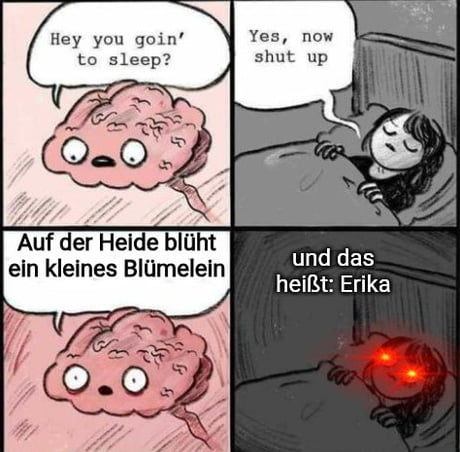 Hey you goin'
to sleep?
Yes, now
shut up
Auf der Heide blüht
ein kleines Blümelein
und das
heißt: Erika